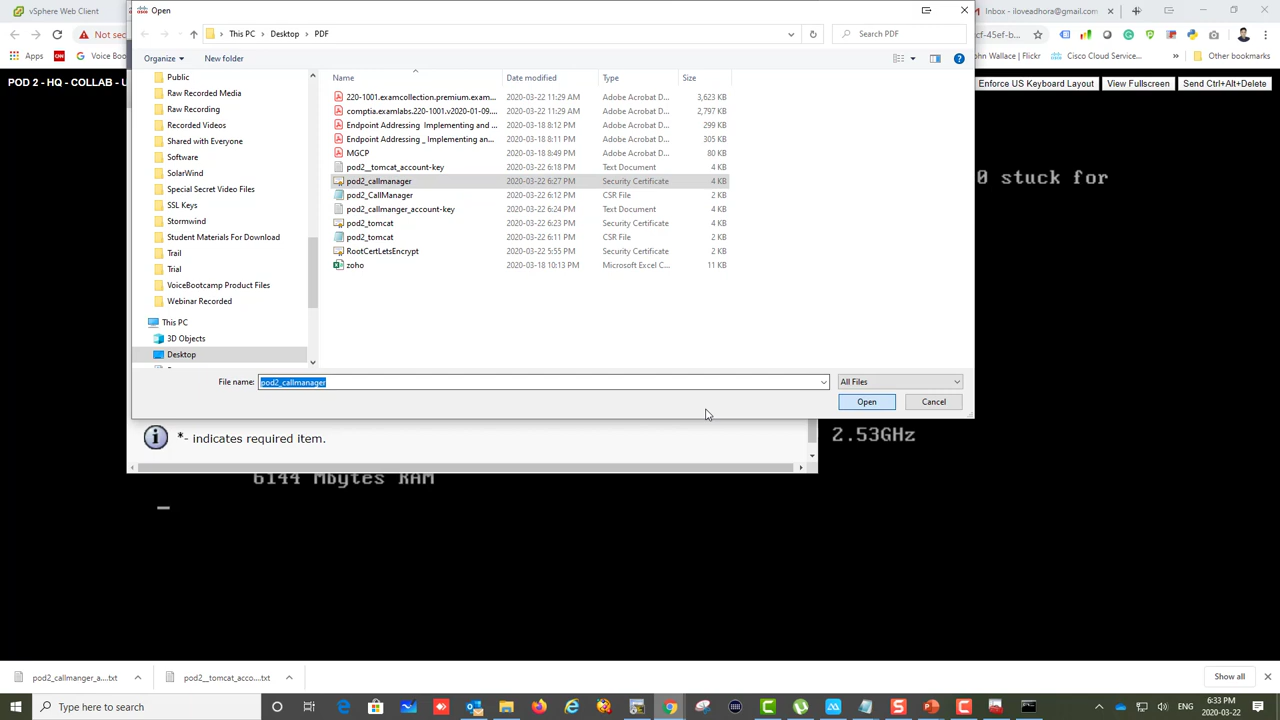 vSphere Web Client
Open
Inbox - iloveadhora@gmail.com
Not sec
This PC
Desktop
PDF
Search PDF
cf-45ef-b
Apps
Voice Boo
Organize
New folder
ohn Wallace | Flickr
Cisco Cloud Service...
»
Other bookmarks
POD 2 - HQ - COLLAB - U
Enforce US Keyboard Layout
View Fullscreen
Send Ctrl+Alt+Delete
Name
Date modified
Type
Size
Public
Raw Recorded Media
Raw Recording
Recorded Videos
Shared with Everyone
Software
SolarWind
Special Secret Video Files
SSL Keys
Stormwind
Student Materials For Download
Trail
Trial
VoiceBootcamp Product Files
Webinar Recorded
This PC
3D Objects
Desktop
220-1001.examcollection.premium.exam... 2020-03-22 11:29 AM Adobe Acrobat D... 3,623 KB
comptia.examlabs.220-1001.v2020-01-09.... 2020-03-22 11:29 AM Adobe Acrobat D... 2,797 KB
Endpoint Addressing Implementing and ... 2020-03-18 8:12 PM Adobe Acrobat D... 299 KB
Endpoint Addressing _ Implementing an... 2020-03-18 8:11 PM Adobe Acrobat D... 305 KB
MGCP 2020-03-18 8:49 PM Adobe Acrobat D... 80 KB
pod2__tomcat_account-key 2020-03-22 6:18 PM Text Document 4 KB
pod2_callmanager 2020-03-22 6:27 PM Security Certificate 4 KB
pod2_CallManager 2020-03-22 6:25 PM CSR File 2 KB
pod2_callmanger_account-key 2020-03-22 6:24 PM Text Document 4 KB
pod2_tomcat 2020-03-22 6:23 PM Security Certificate 4 KB
pod2_tomcat 2020-03-22 6:11 PM CSR File 2 KB
RootCertLetsEncrypt 2020-03-22 5:55 PM Security Certificate 2 KB
zoho 2020-03-18 10:13 PM Microsoft Excel C... 11 KB
0 stuck for
File name:
pod2_callmanager
All Files
Open
Cancel
*- indicates required item.
2.53GHz
6144 Mbytes RAM
_
pod2_callmanger_a....txt
pod2__tomcat_acco....txt
Show all
Type here to search
ENG
6:33 PM
2020-03-22